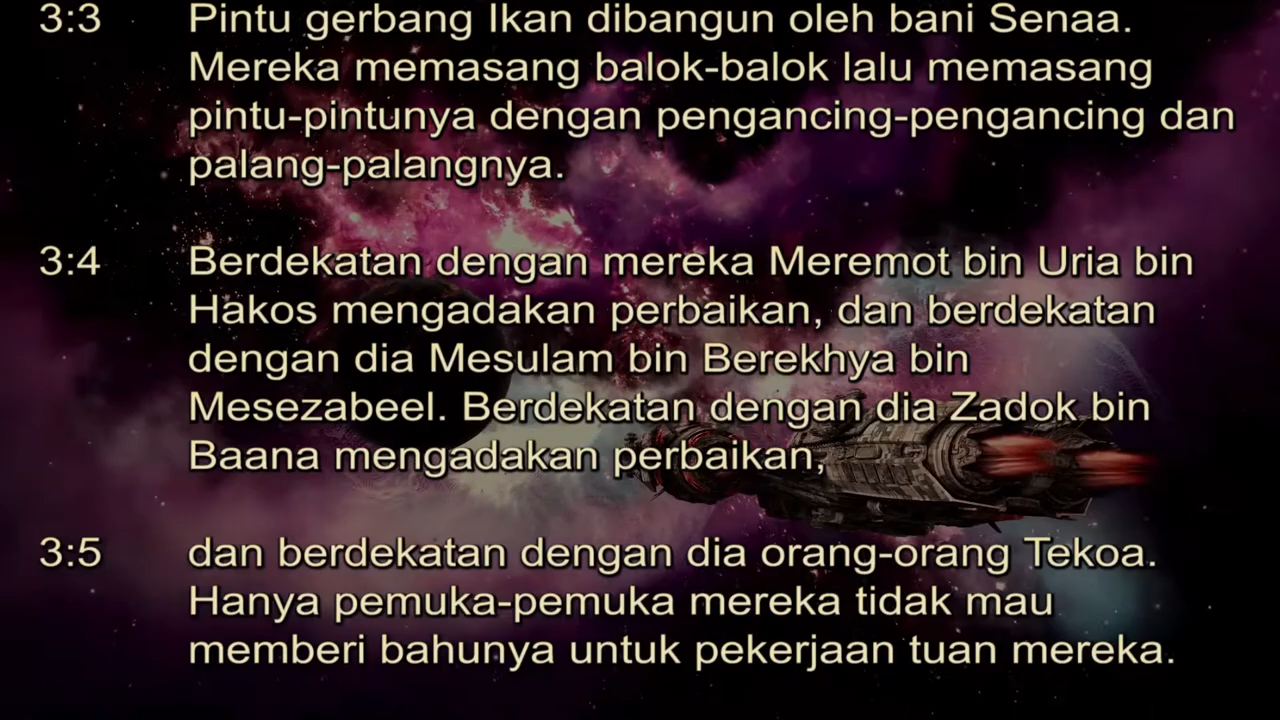 3:3 Pintu gerbang Ikan dibangun oleh bani Senaa.
Mereka memasang balok-balok lalu memasang
pintu-pintunya dengan pengancing-pengancing dan
palang-palangnya.
3:4 Berdekatan dengan mereka Meremot bin Uria bin
Hakos mengadakan perbaikan, dan berdekatan
dengan dia Mesulam bin Berekhya bin
Mesezabeel. Berdekatan dengan dia Zadok bin
Baana mengadakan perbaikan,
3:5 dan berdekatan dengan dia orang-orang Tekoa.
Hanya pemuka-pemuka mereka tidak mau
memberi bahunya untuk pekerjaan tuan mereka.